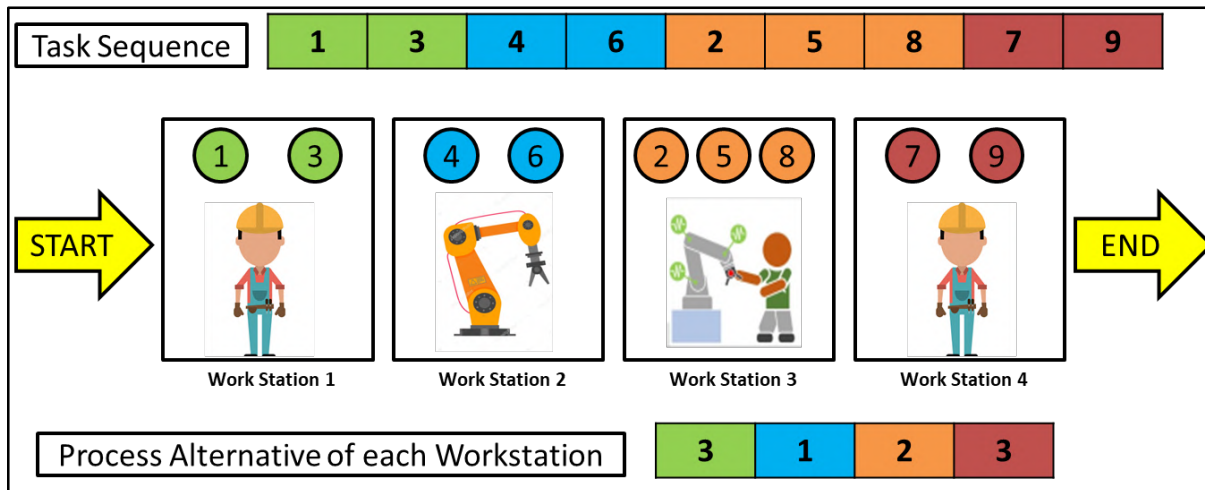 Task Sequence 1 3 4 6 2 5 8 7 9
1 3 4 6 2 5 8 7 9
START
END
Work Station 1 Work Station 2 Work Station 3 Work Station 4
Process Alternative of each Workstation 3 1 2 3